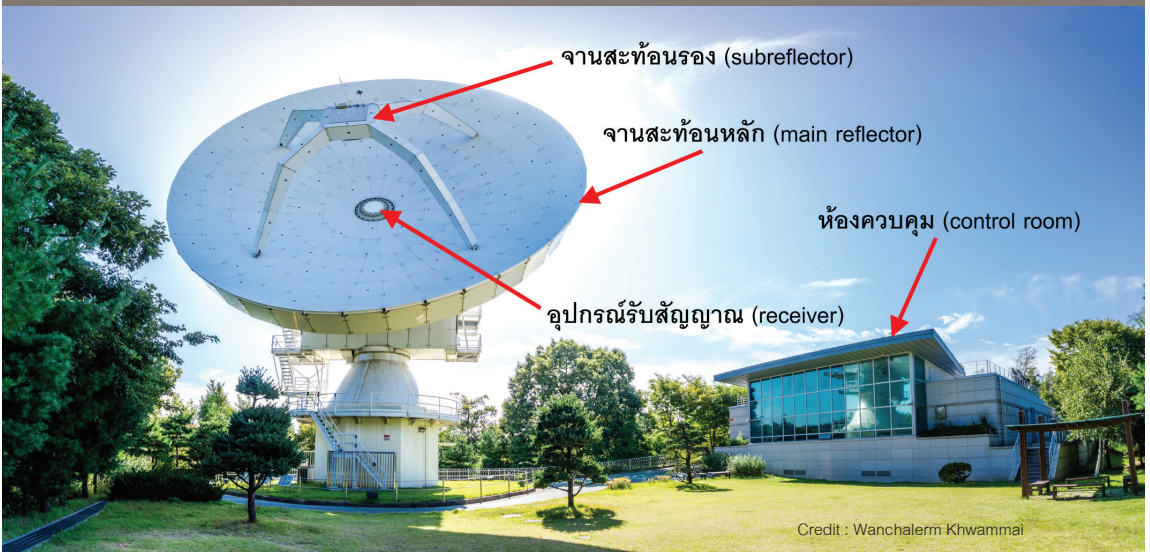 จานสะท้อนรอง (subreflector)
จานสะท้อนหลัก (main reflector)
ห้องควบคุม (control room)
อุปกรณ์รับสัญญาณ (receiver)
Credit : Wanchalerm Khwammai